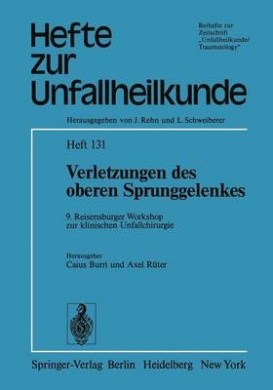 Hefte
zur
Unfallheilkunde
Beihefte zur
Zeitschrift
„Unfallheilkunde/
Traumatology"
Herausgegeben von J. Rehn und L. Schweiberer
Heft 131
Verletzungen des
oberen Sprunggelenkes
9. Reisensburger Workshop
zur klinischen Unfallchirurgie
Herausgeber
Caius Burri und Axel Rüter
Springer-Verlag Berlin Heidelberg New York